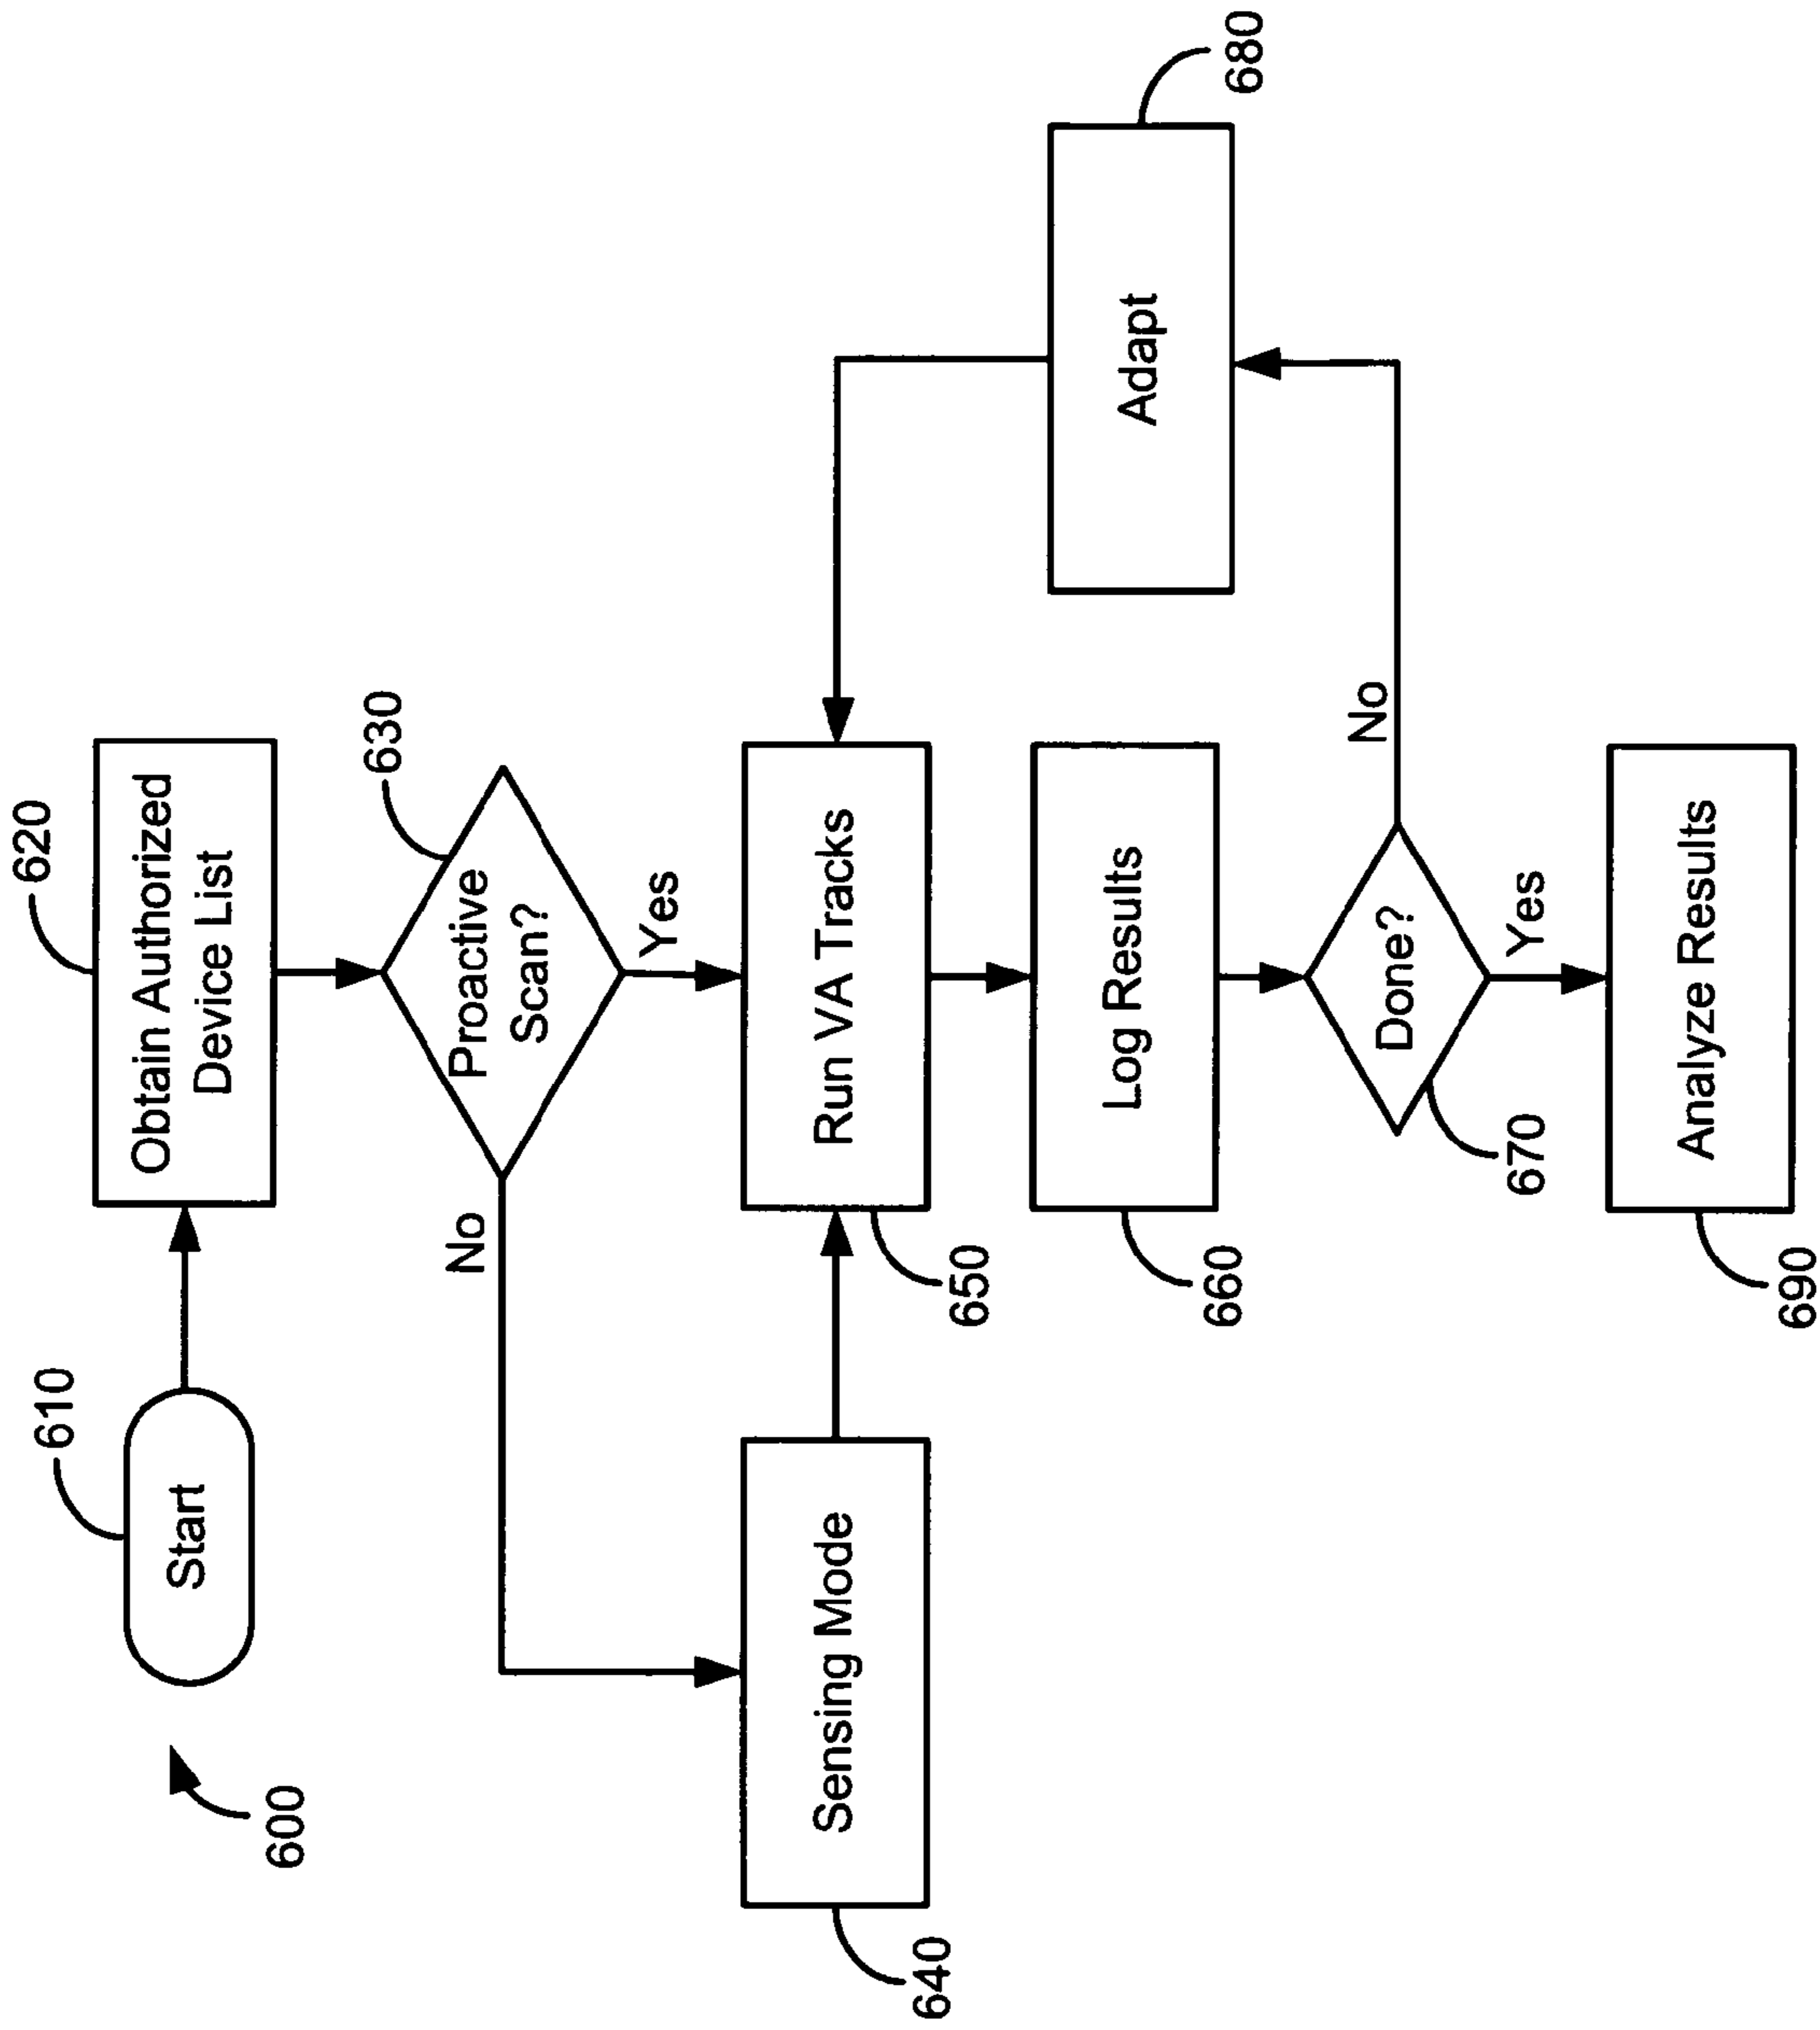 600
610
Start
620
Obtain Authorized
Device List
630
Proactive
Scan?
No
Yes
Sensing Mode
640
Run VA Tracks
650
Log Results
660
Done?
670
No
Yes
Adapt
680
Analyze Results
690